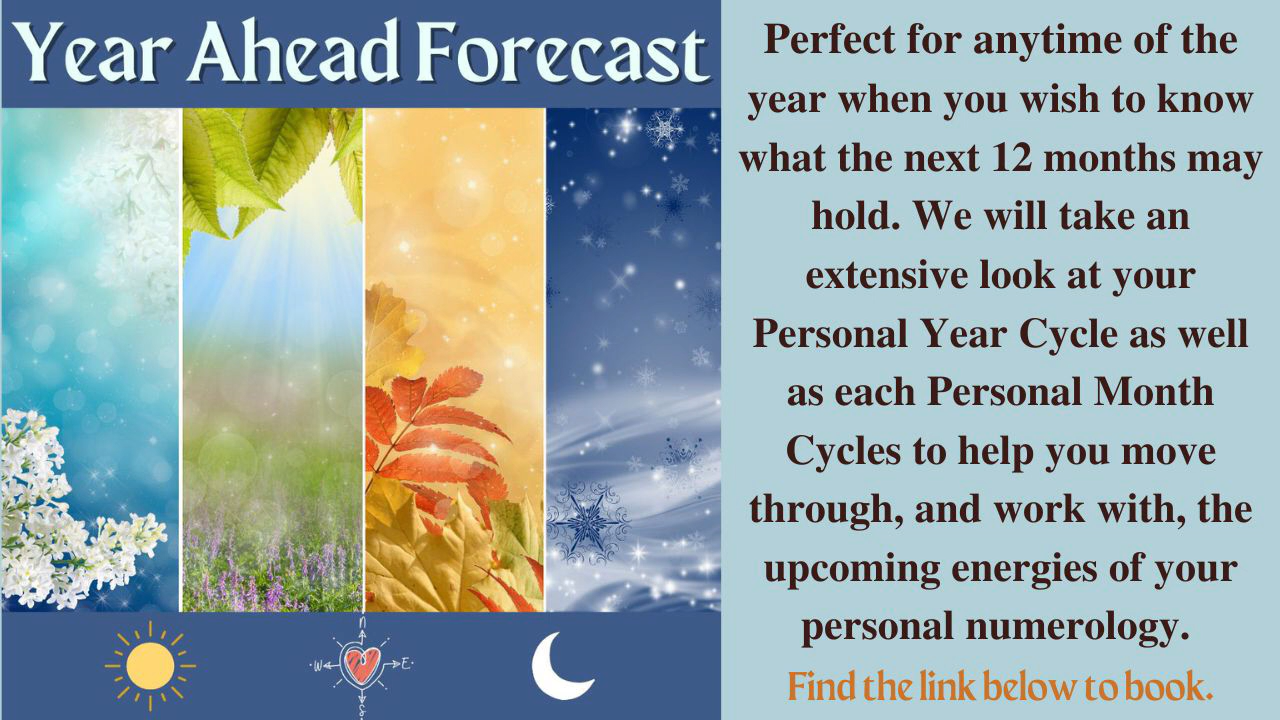 Year Ahead Forecast
Perfect for anytime of the
year when you wish to know
what the next 12 months may
hold. We will take an
extensive look at your
Personal Year Cycle as well
as each Personal Month
Cycles to help you move
through, and work with, the
upcoming energies of your
personal numerology.
Find the link below to book.
n
W E
S